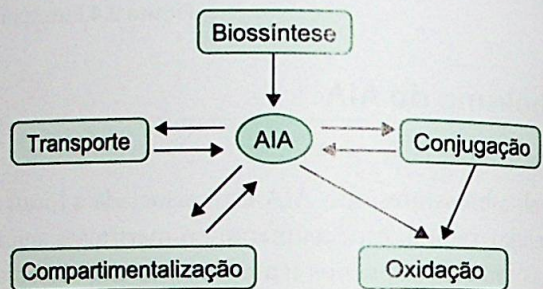 Biossíntese
Transporte
AIA
Conjugação
Compartimentalização
Oxidação